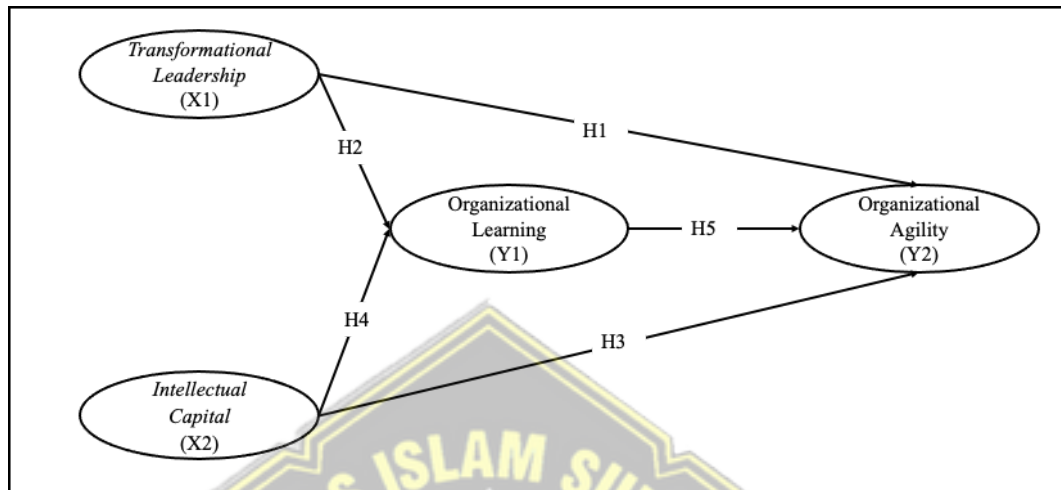 Transformational
Leadership
(X1)
H1
H2
Organizational
Learning
(Y1)
H5
Organizational
Agility
(Y2)
H4
H3
Intellectual
Capital
(X2)
ISLAM